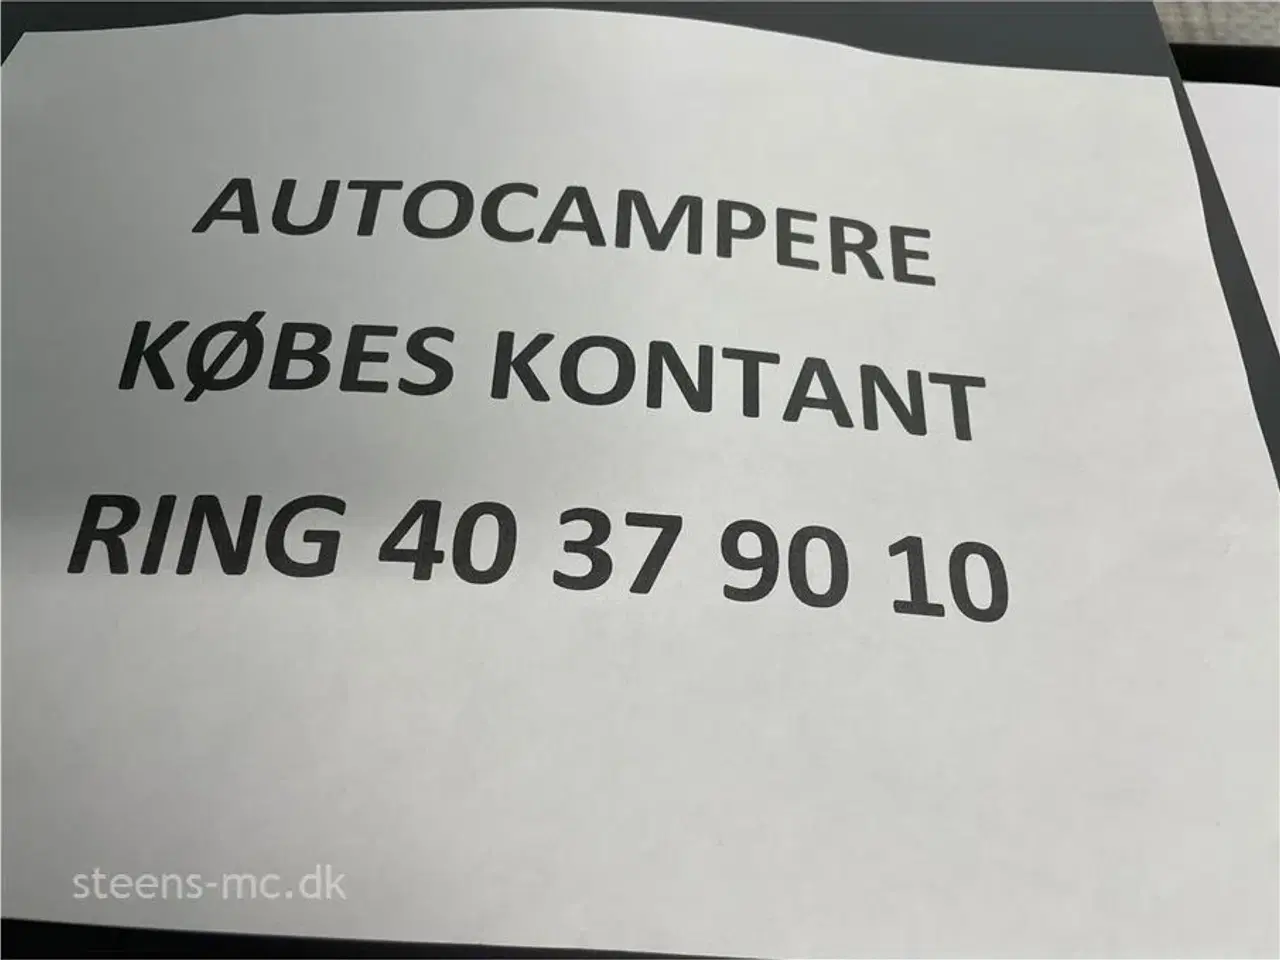 AUTOCAMPERE
KØBES KONTANT
RING 40 37 90 10
steens-mc.dk